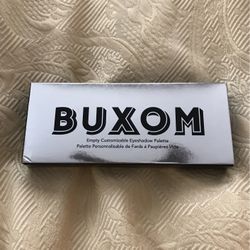 BUXOM
Empty Customizable Eyeshadow Palette
Palette Personnalisable de Fards à Paupières Vide